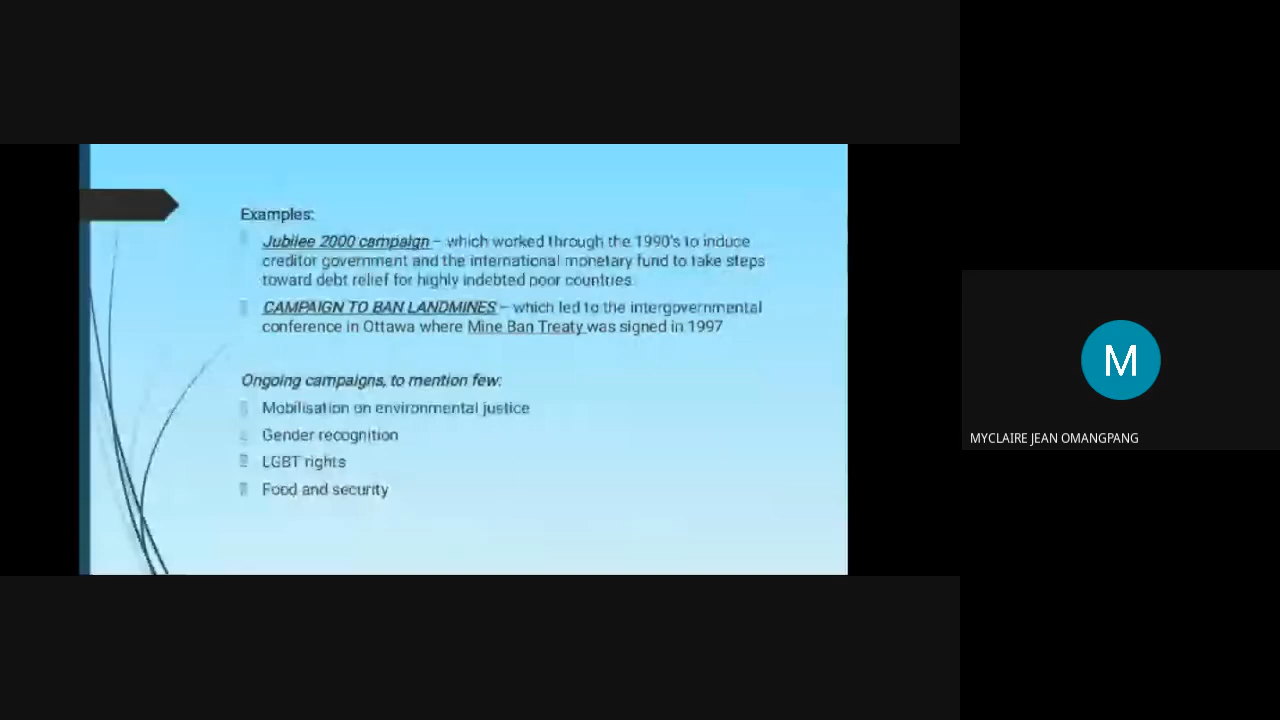 Examples:
Jubilee 2000 campaign – which worked through the 1990's to induce
creditor government and the international monetary fund to take steps
toward debt relief for highly indebted poor countries.
CAMPAIGN TO BAN LANDMINES – which led to the intergovernmental
conference in Ottawa where Mine Ban Treaty was signed in 1997
Ongoing campaigns, to mention few:
Mobilisation on environmental justice
Gender recognition
LGBT rights
Food and security
M
MYCLAIRE JEAN OMANGPANG